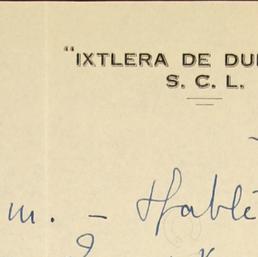 "IXTLERA DE DU
S. C. L.
m. - Hablé